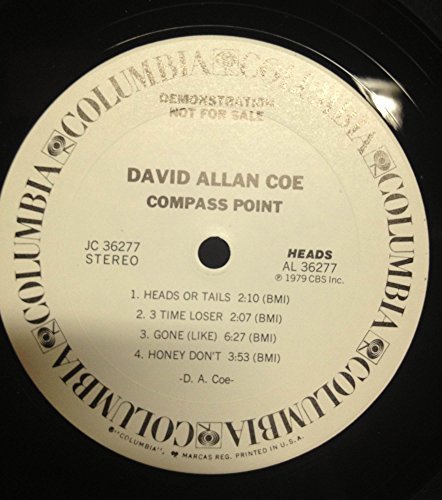 COLUMBIA COLUMBIA COLUMBIA COLUMBIA COLUMBIA COLUMBIA
DEMONSTRATION
NOT FOR SALE
DAVID ALLAN COE
COMPASS POINT
JC 36277
STEREO
HEADS
AL 36277
℗ 1979 CBS Inc.
1. HEADS OR TAILS 2:10 (BMI)
2. 3 TIME LOSER 2:07 (BMI)
3. GONE (LIKE) 6:27 (BMI)
4. HONEY DON'T 3:53 (BMI)
-D. A. Coe-
"COLUMBIA", MARCAS REG. PRINTED IN U.S.A.